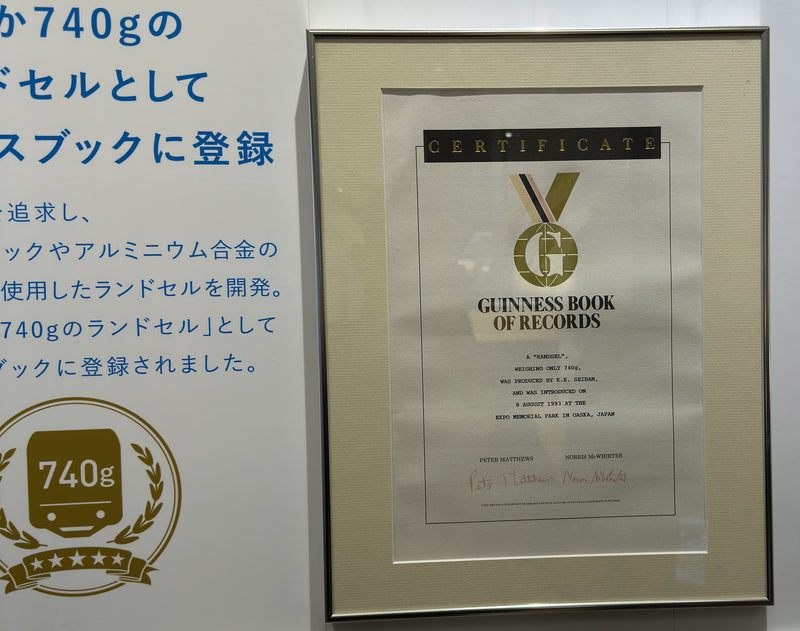 か740gの
ドセルとして
スブックに登録
追求し、
ックやアルミニウム合金の
使用したランドセルを開発。
740gのランドセル」として
ブックに登録されました。
740g
CERTIFICATE
G
GUINNESS BOOK
OF RECORDS
A "RANDSEL",
WEIGHING ONLY 740g,
WAS PRODUCED BY K.K. SEIBAN,
AND WAS INTRODUCED ON
8 AUGUST 1993 AT THE
EXPO MEMORIAL PARK IN OASKA, JAPAN
PETER MATTHEWS NORRIS McWHIRTER
Peter Matthews Norris McWhirter